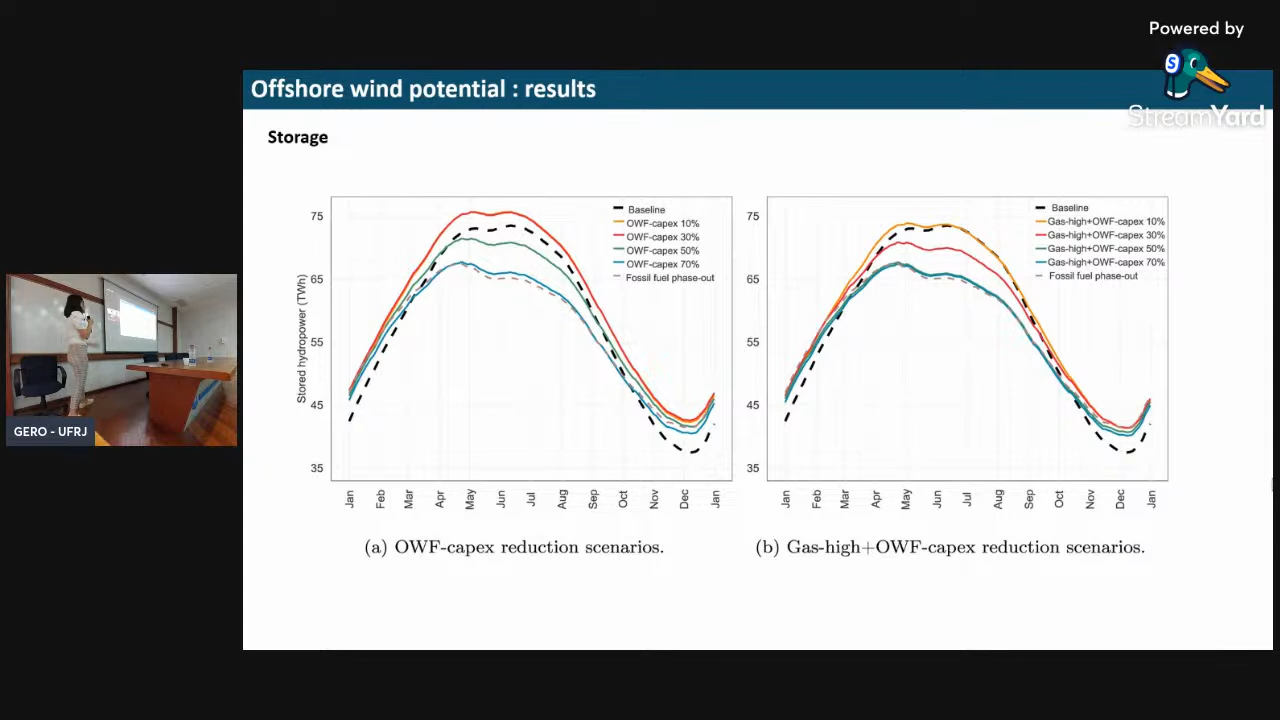 Powered by
StreamYard
Offshore wind potential : results
Storage
Stored hydropower (TWh)
75
65
55
45
35
Baseline
OWF-capex 10%
OWF-capex 30%
OWF-capex 50%
OWF-capex 70%
Fossil fuel phase-out
Jan
Feb
Mar
Apr
May
Jun
Jul
Aug
Sep
Oct
Nov
Dec
Jan
(a) OWF-capex reduction scenarios.
75
65
55
45
35
Baseline
Gas-high+OWF-capex 10%
Gas-high+OWF-capex 30%
Gas-high+OWF-capex 50%
Gas-high+OWF-capex 70%
Fossil fuel phase-out
Jan
Feb
Mar
Apr
May
Jun
Jul
Aug
Sep
Oct
Nov
Dec
Jan
(b) Gas-high+OWF-capex reduction scenarios.
GERO - UFRJ